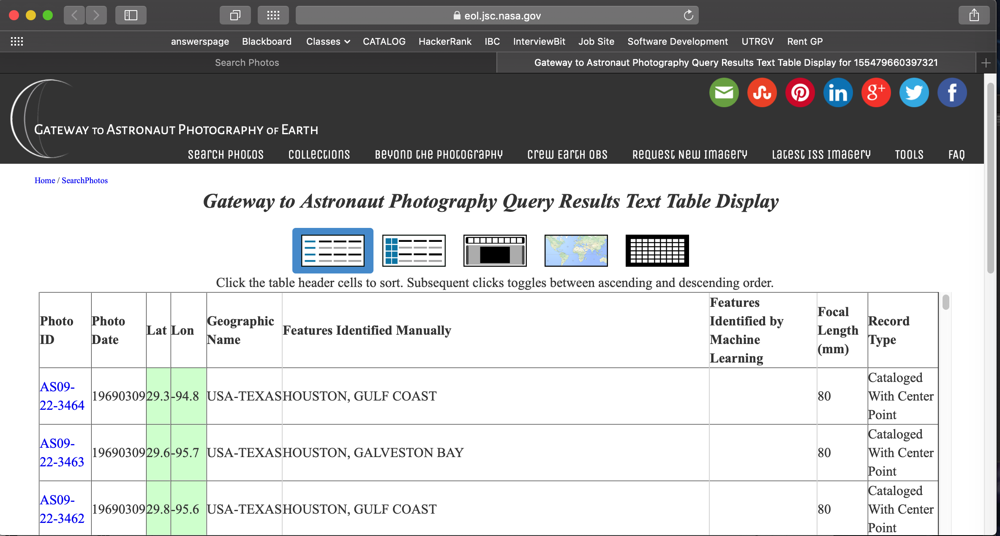 eol.jsc.nasa.gov
answerspage Blackboard Classes CATALOG HackerRank IBC InterviewBit Job Site Software Development UTRGV Rent GP
Search Photos
Gateway to Astronaut Photography Query Results Text Table Display for 155479660397321
GATEWAY TO ASTRONAUT PHOTOGRAPHY OF EARTH
Search Photos Collections Beyond the Photography Crew Earth Obs Request New Imagery Latest ISS Imagery Tools FAQ
Home / SearchPhotos
Gateway to Astronaut Photography Query Results Text Table Display
Click the table header cells to sort. Subsequent clicks toggles between ascending and descending order.
Photo ID
Photo Date
Lat
Lon
Geographic Name
Features Identified Manually
Features Identified by Machine Learning
Focal Length (mm)
Record Type
AS09-22-3464
19690309
29.3
-94.8
USA-TEXAS
HOUSTON, GULF COAST
80
Cataloged With Center Point
AS09-22-3463
19690309
29.6
-95.7
USA-TEXAS
HOUSTON, GALVESTON BAY
80
Cataloged With Center Point
AS09-22-3462
19690309
29.8
-95.6
USA-TEXAS
HOUSTON, GULF COAST
80
Cataloged With Center Point